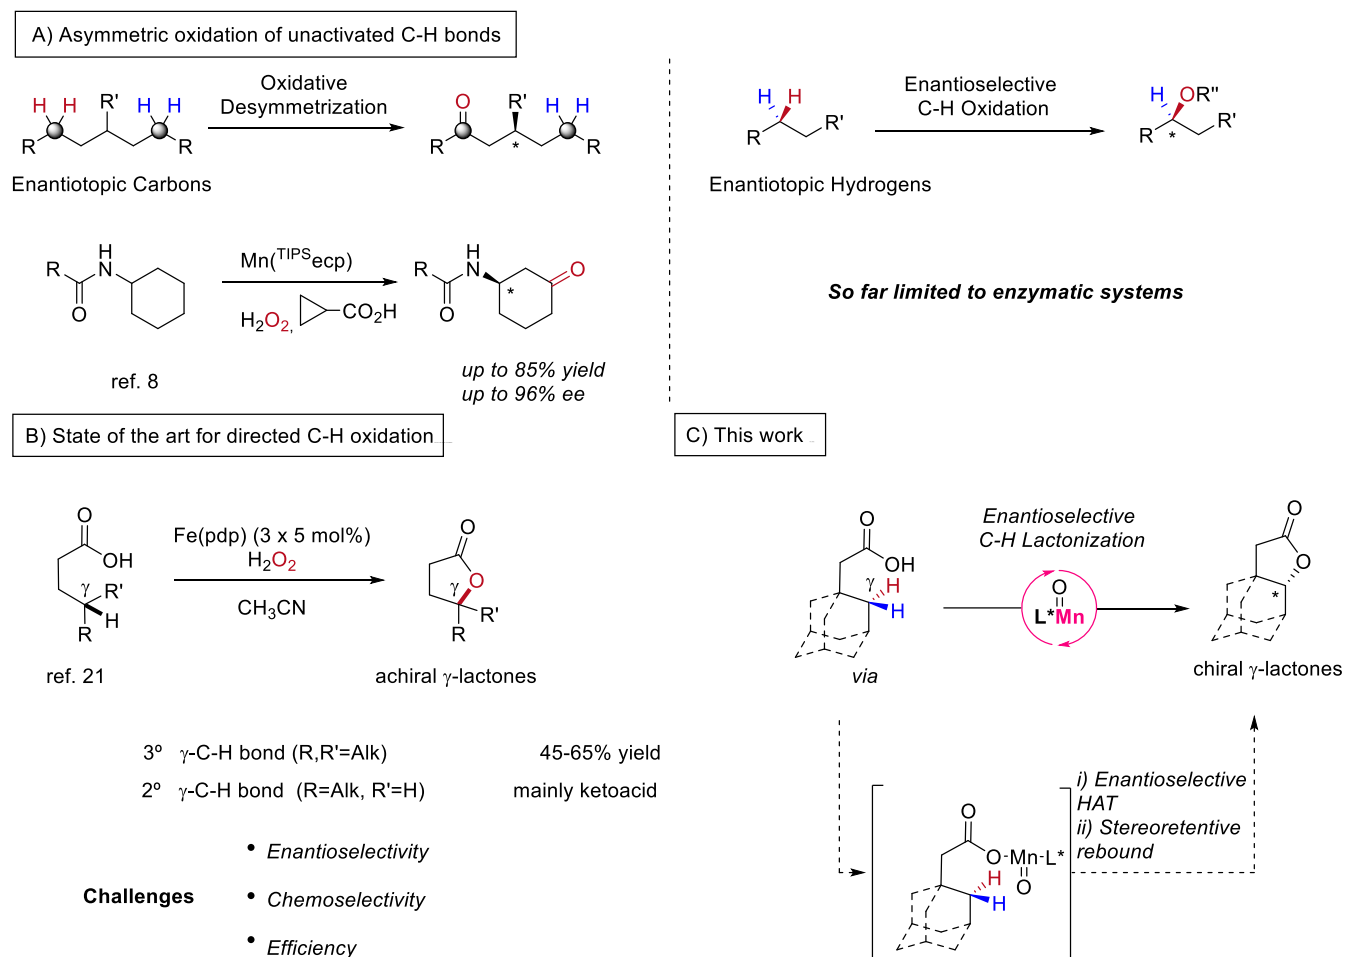 A) Asymmetric oxidation of unactivated C-H bonds
H H R' H H
R R
Oxidative
Desymmetrization
O R' H H
R * R
Enantiotopic Carbons
H H
R R'
Enantioselective
C-H Oxidation
H OR"
R * R'
Enantiotopic Hydrogens
R H N O
Mn(TIPSecp)
H2O2, CO2H
R H N O * O
ref. 8
up to 85% yield
up to 96% ee
So far limited to enzymatic systems
B) State of the art for directed C-H oxidation
O
OH
γ R'
H
R
Fe(pdp) (3 x 5 mol%)
H2O2
CH3CN
O
O
γ
R'
R
ref. 21
achiral γ-lactones
3º γ-C-H bond (R,R'=Alk) 45-65% yield
2º γ-C-H bond (R=Alk, R'=H) mainly ketoacid
Challenges
• Enantioselectivity
• Chemoselectivity
• Efficiency
C) This work
O
OH
γ H
H
via
Enantioselective
C-H Lactonization
O
L*Mn
O
O
*
chiral γ-lactones
O
O-Mn-L*
O
H
H
i) Enantioselective
HAT
ii) Stereoretentive
rebound